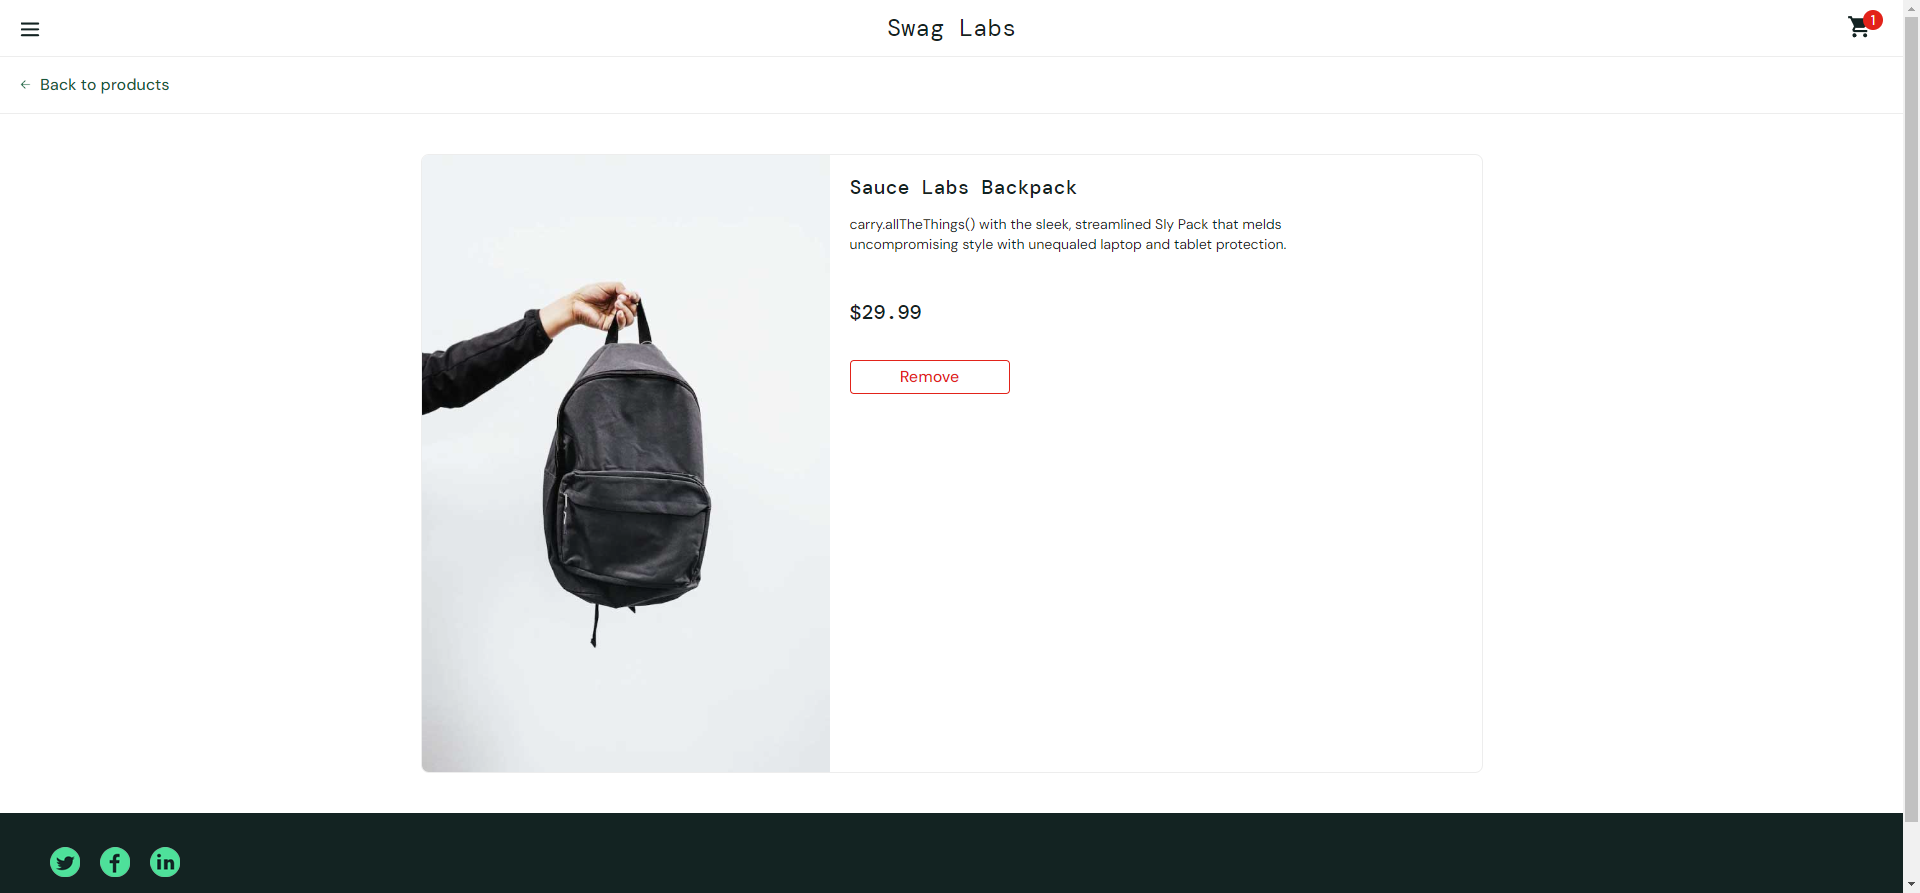 Swag Labs
1
Back to products
Sauce Labs Backpack
carry.allTheThings() with the sleek, streamlined Sly Pack that melds
uncompromising style with unequaled laptop and tablet protection.
$29.99
Remove